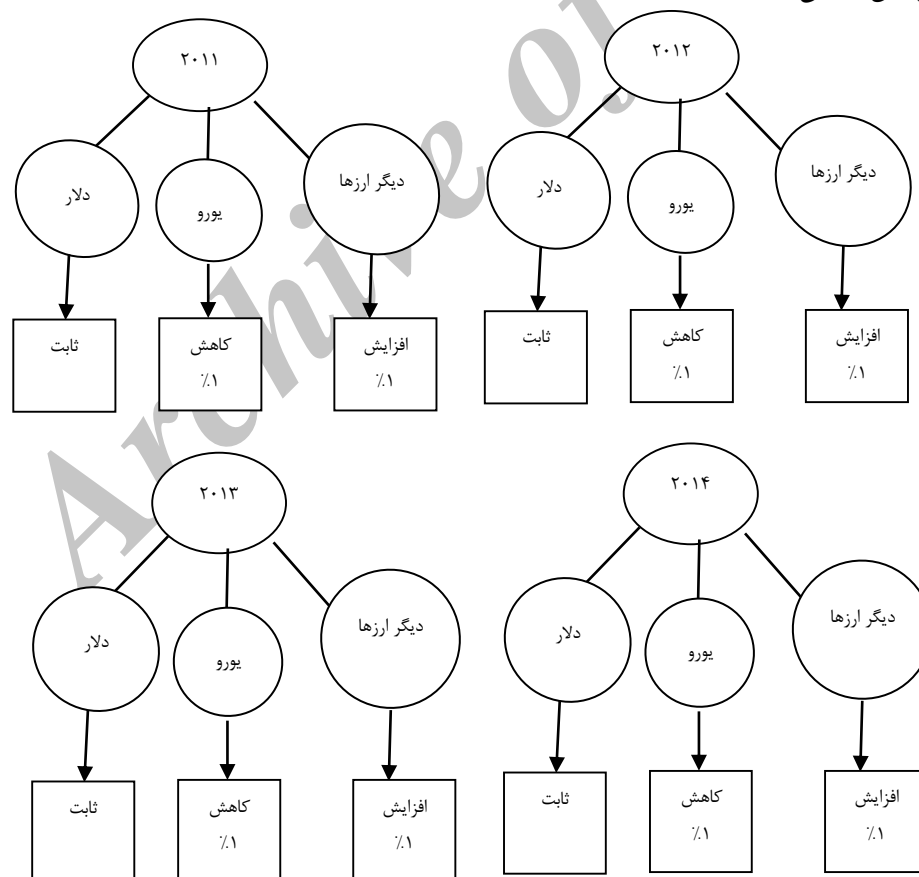 ۲۰۱۱
۲۰۱۲
دلار
یورو
دیگر ارزها
دلار
یورو
دیگر ارزها
ثابت
کاهش
٪۱
افزایش
٪۱
ثابت
کاهش
٪۱
افزایش
٪۱
۲۰۱۳
۲۰۱۴
دلار
یورو
دیگر ارزها
دلار
یورو
دیگر ارزها
ثابت
کاهش
٪۱
افزایش
٪۱
ثابت
کاهش
٪۱
افزایش
٪۱
Archive of